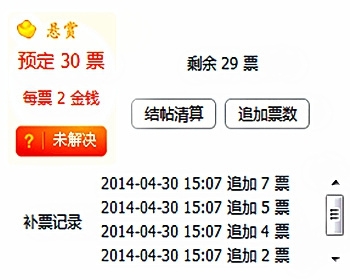 悬赏
预定 30 票
每票 2 金钱
? 未解决
剩余 29 票
结帖清算 追加票数
补票记录
2014-04-30 15:07 追加 7 票
2014-04-30 15:07 追加 5 票
2014-04-30 15:07 追加 4 票
2014-04-30 15:07 追加 2 票